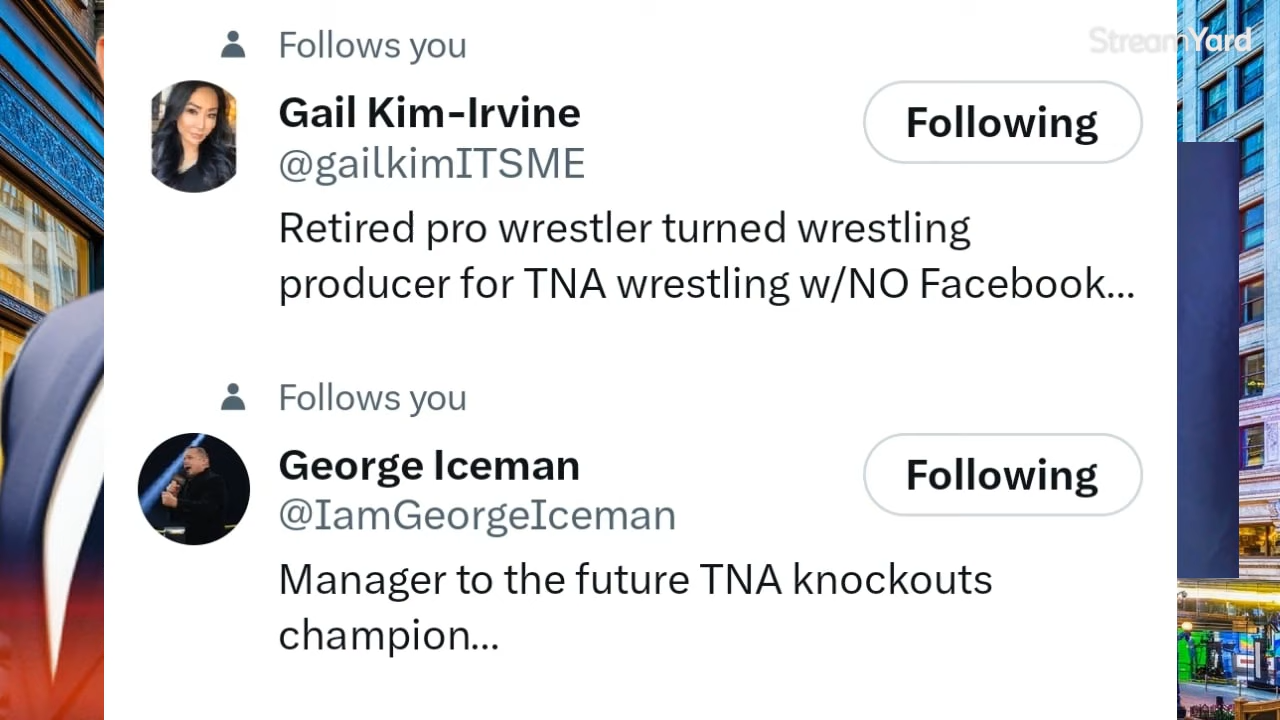 Follows you
StreamYard
Gail Kim-Irvine
Following
@gailkimITSME
Retired pro wrestler turned wrestling
producer for TNA wrestling w/NO Facebook...
Follows you
George Iceman
Following
@IamGeorgeIceman
Manager to the future TNA knockouts
champion...